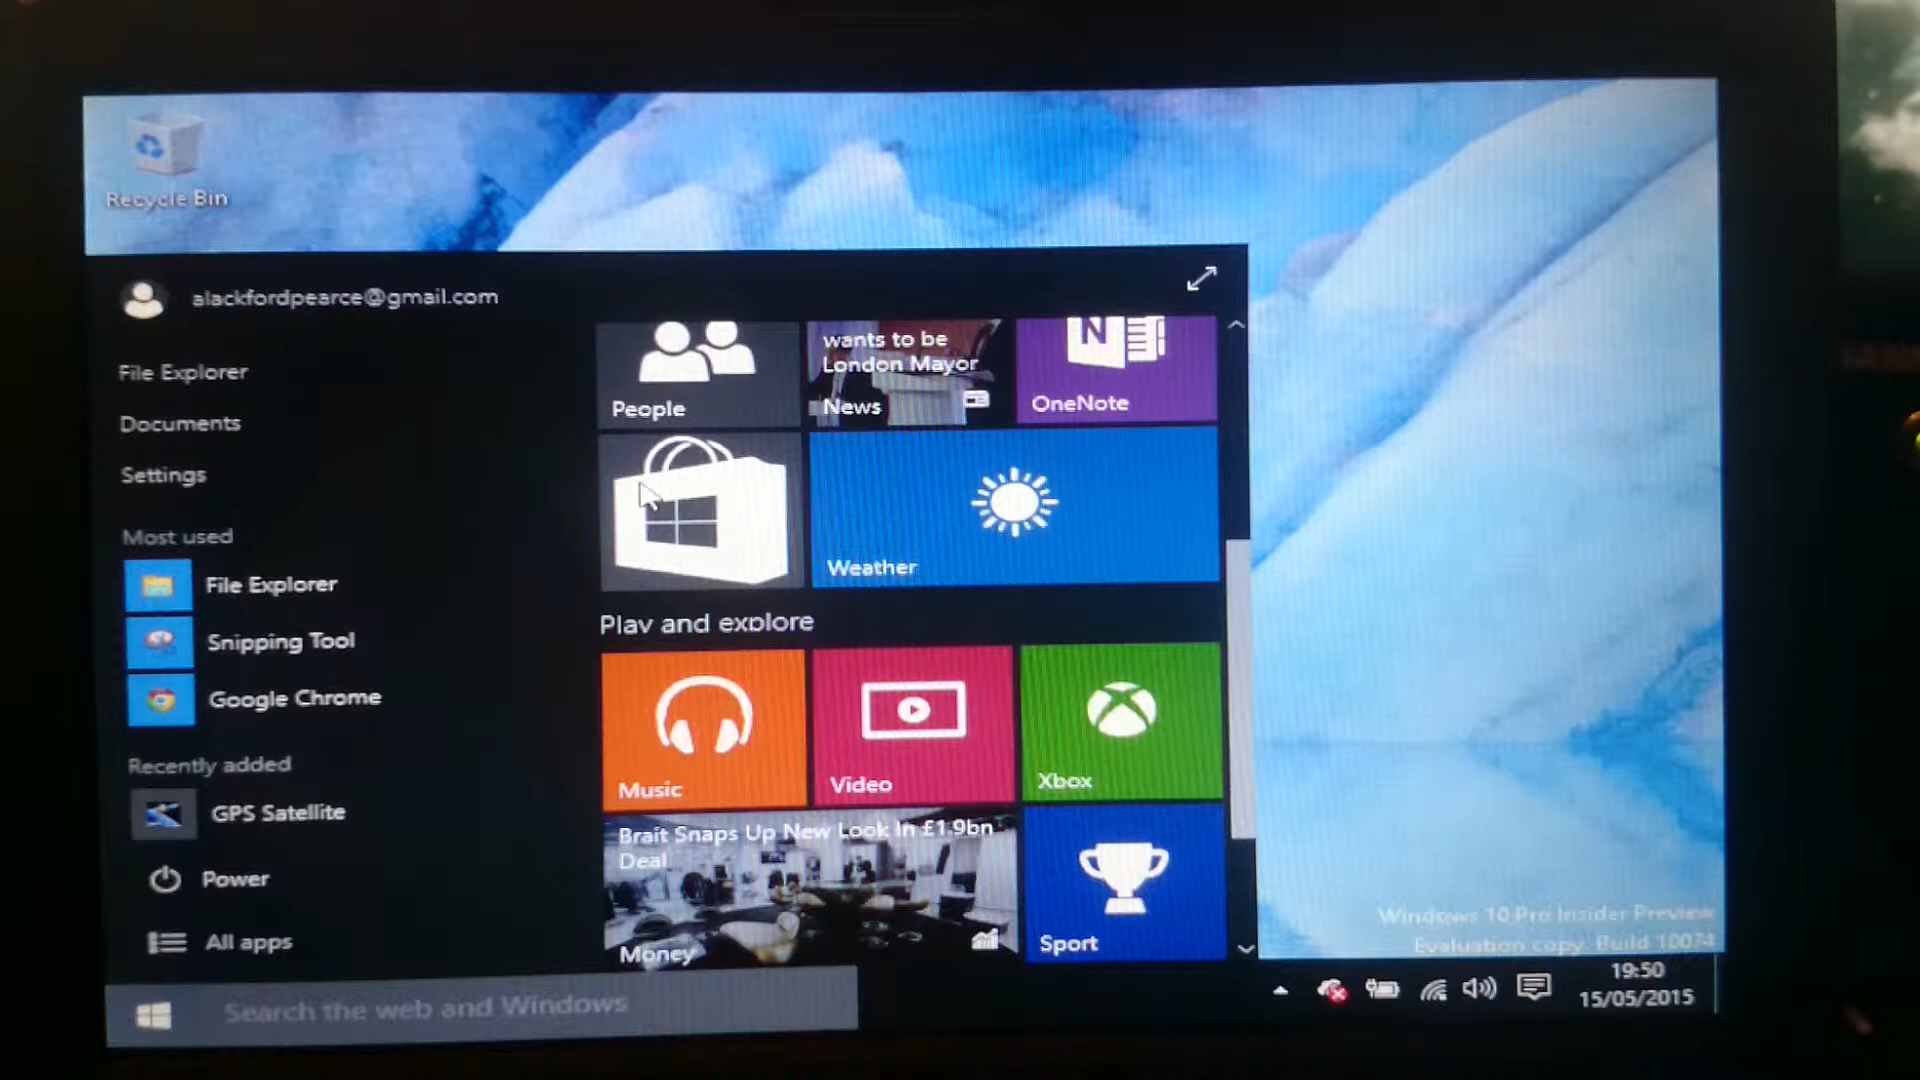 Recycle Bin
alackfordpearce@gmail.com
File Explorer
Documents
Settings
Most used
File Explorer
Snipping Tool
Google Chrome
Recently added
GPS Satellite
Power
All apps
People
wants to be
London Mayor
News
N
OneNote
Weather
Play and explore
Music
Video
Xbox
Brait Snaps Up New Look In £1.9bn
Deal
Money
Sport
Windows 10 Pro Insider Preview
Evaluation copy. Build 10074
Search the web and Windows
19:50
15/05/2015